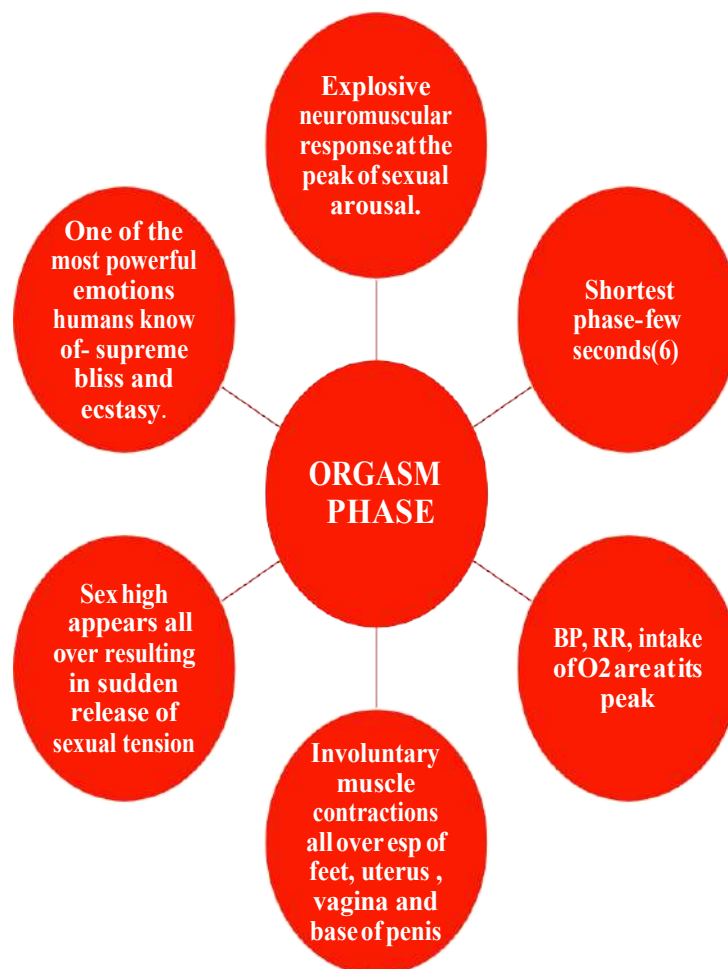 Explosive
neuromuscular
response at the
peak of sexual
arousal.
One of the
most powerful
emotions
humans know
of- supreme
bliss and
ecstasy.
Shortest
phase-few
seconds(6)
ORGASM
PHASE
Sex high
appears all
over resulting
in sudden
release of
sexual tension
BP, RR, intake
of O2 are at its
peak
Involuntary
muscle
contractions
all over esp of
feet, uterus ,
vagina and
base of penis